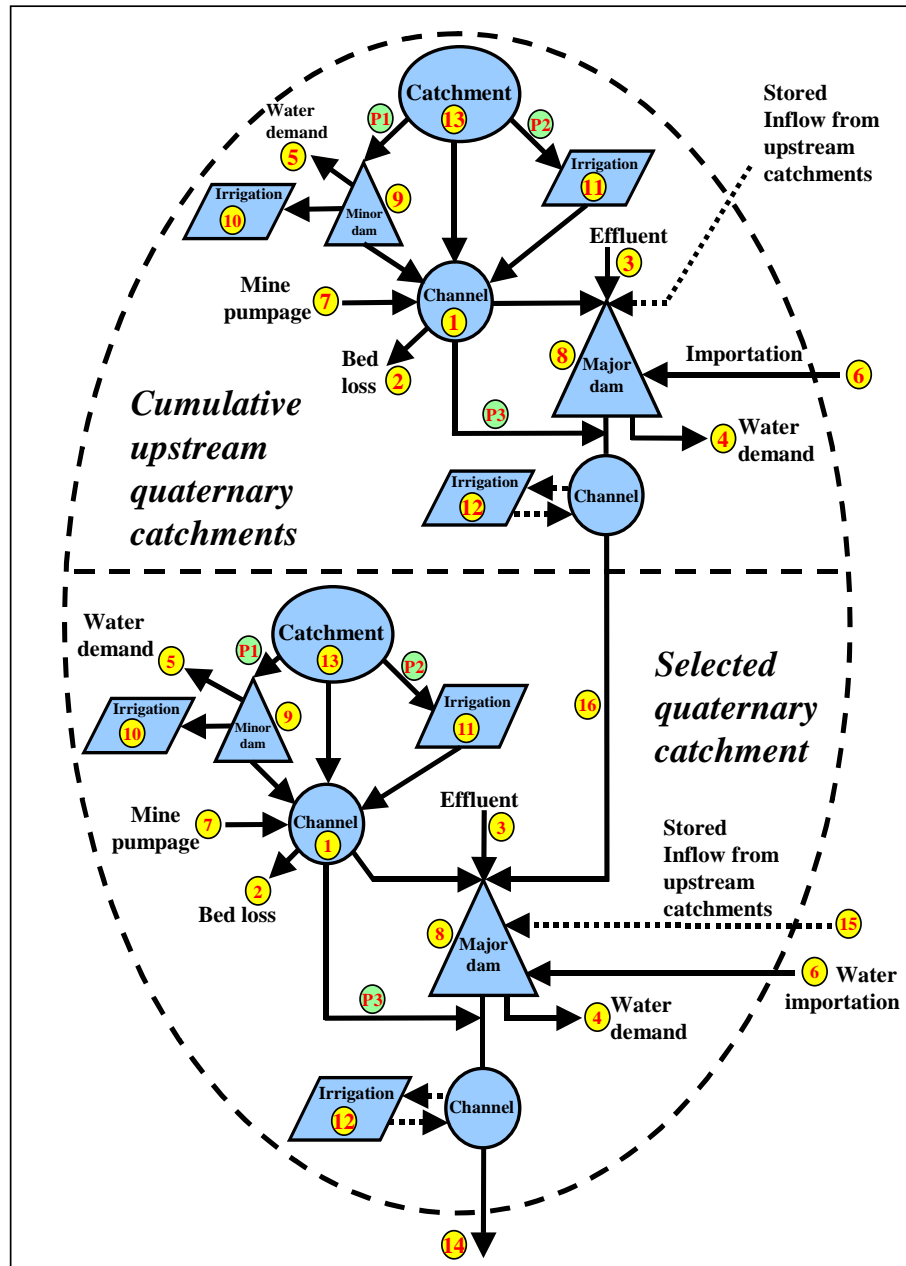 Catchment
13
P1
P2
Water
demand
5
Stored
Inflow from
upstream
catchments
Irrigation
10
9
Minor
dam
Irrigation
11
Effluent
3
Mine
pumpage
7
Channel
1
Bed
loss
2
8
Major
dam
Importation
6
P3
4
Water
demand
Cumulative
upstream
quaternary
catchments
Irrigation
12
Channel
Water
demand
5
P1
Catchment
13
P2
Selected
quaternary
catchment
16
Irrigation
10
9
Minor
dam
Irrigation
11
Mine
pumpage
7
Channel
1
Effluent
3
2
Bed loss
Stored
Inflow from
upstream
catchments
15
8
Major
dam
6
Water
importation
P3
4
Water
demand
Irrigation
12
Channel
14